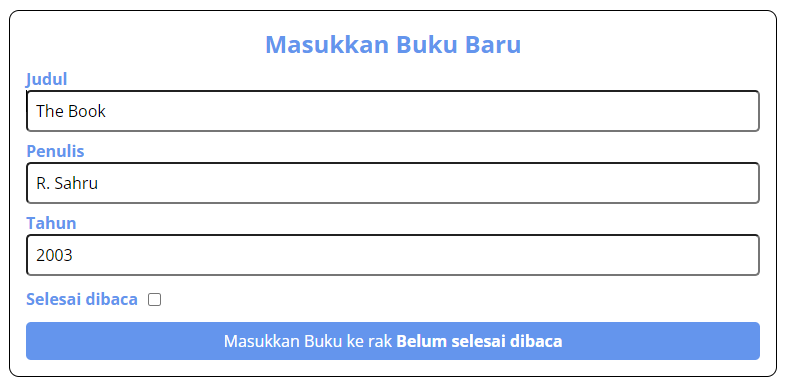 Masukkan Buku Baru
Judul
The Book
Penulis
R. Sahru
Tahun
2003
Selesai dibaca
Masukkan Buku ke rak Belum selesai dibaca